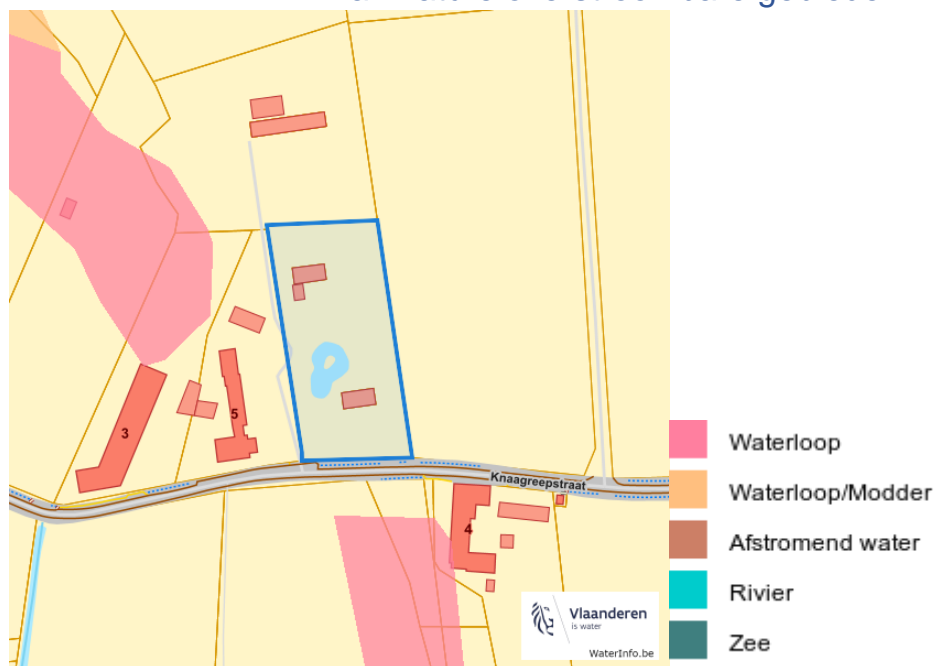 3
5
Knaagreepstraat
4
Vlaanderen
is water
WaterInfo.be
Waterloop
Waterloop/Modder
Afstromend water
Rivier
Zee